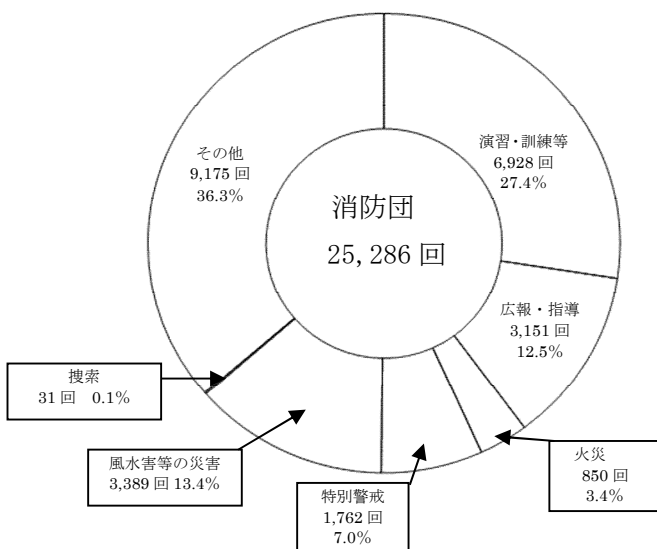 その他
9,175 回
36.3%
演習・訓練等
6,928 回
27.4%
消防団
25,286 回
広報・指導
3,151 回
12.5%
捜索
31 回 0.1%
風水害等の災害
3,389 回 13.4%
特別警戒
1,762 回
7.0%
火災
850 回
3.4%